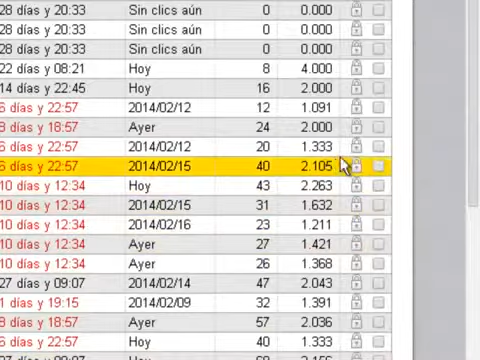 28 días y 20:33 Sin clics aún 0 0.000
28 días y 20:33 Sin clics aún 0 0.000
28 días y 20:33 Sin clics aún 0 0.000
22 días y 08:21 Hoy 8 4.000
14 días y 22:45 Hoy 16 2.000
6 días y 22:57 2014/02/12 12 1.091
8 días y 18:57 Ayer 24 2.000
6 días y 22:57 2014/02/12 20 1.333
6 días y 22:57 2014/02/15 40 2.105
10 días y 12:34 Hoy 43 2.263
10 días y 12:34 2014/02/15 31 1.632
10 días y 12:34 2014/02/16 23 1.211
10 días y 12:34 Ayer 27 1.421
10 días y 12:34 Ayer 26 1.368
27 días y 09:07 2014/02/14 47 2.043
1 días y 19:15 2014/02/09 32 1.391
8 días y 18:57 Ayer 57 2.036
6 días y 22:57 Hoy 40 1.333